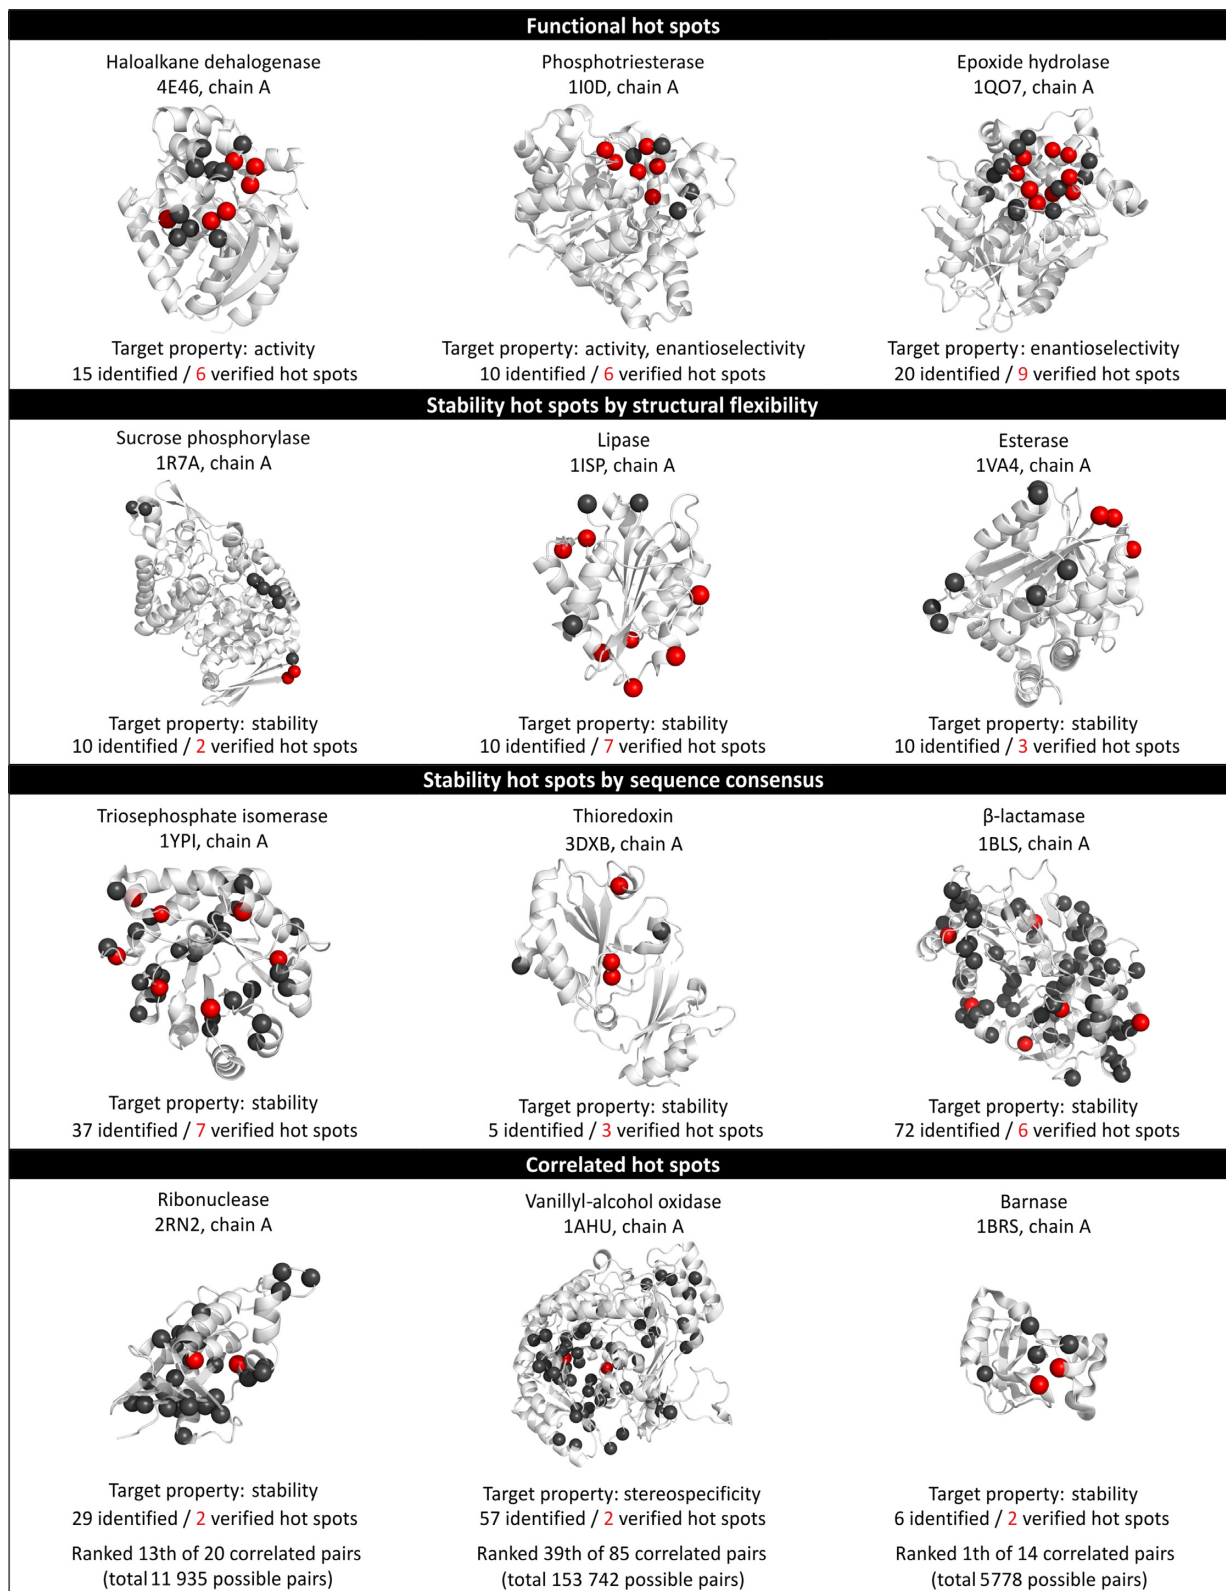 Functional hot spots
Haloalkane dehalogenase
4E46, chain A
Target property: activity
15 identified / 6 verified hot spots
Phosphotriesterase
1I0D, chain A
Target property: activity, enantioselectivity
10 identified / 6 verified hot spots
Epoxide hydrolase
1QO7, chain A
Target property: enantioselectivity
20 identified / 9 verified hot spots
Stability hot spots by structural flexibility
Sucrose phosphorylase
1R7A, chain A
Target property: stability
10 identified / 2 verified hot spots
Lipase
1ISP, chain A
Target property: stability
10 identified / 7 verified hot spots
Esterase
1VA4, chain A
Target property: stability
10 identified / 3 verified hot spots
Stability hot spots by sequence consensus
Triosephosphate isomerase
1YPI, chain A
Target property: stability
37 identified / 7 verified hot spots
Thioredoxin
3DXB, chain A
Target property: stability
5 identified / 3 verified hot spots
β-lactamase
1BLS, chain A
Target property: stability
72 identified / 6 verified hot spots
Correlated hot spots
Ribonuclease
2RN2, chain A
Target property: stability
29 identified / 2 verified hot spots
Ranked 13th of 20 correlated pairs
(total 11 935 possible pairs)
Vanillyl-alcohol oxidase
1AHU, chain A
Target property: stereospecificity
57 identified / 2 verified hot spots
Ranked 39th of 85 correlated pairs
(total 153 742 possible pairs)
Barnase
1BRS, chain A
Target property: stability
6 identified / 2 verified hot spots
Ranked 1th of 14 correlated pairs
(total 5778 possible pairs)